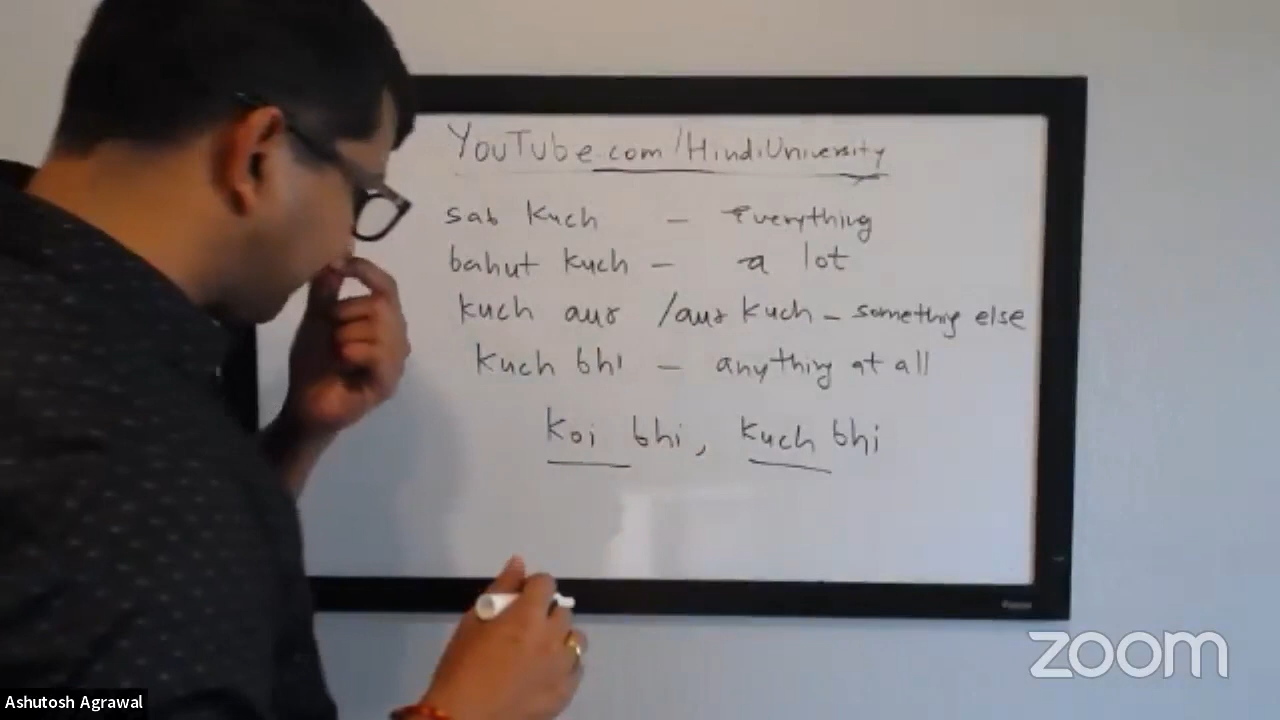 YouTube.com/HindiUniversity
sab kuch - Everything
bahut kuch - a lot
kuch aur /aur kuch - something else
kuch bhi - anything at all
koi bhi, kuch bhi
zoom
Ashutosh Agrawal